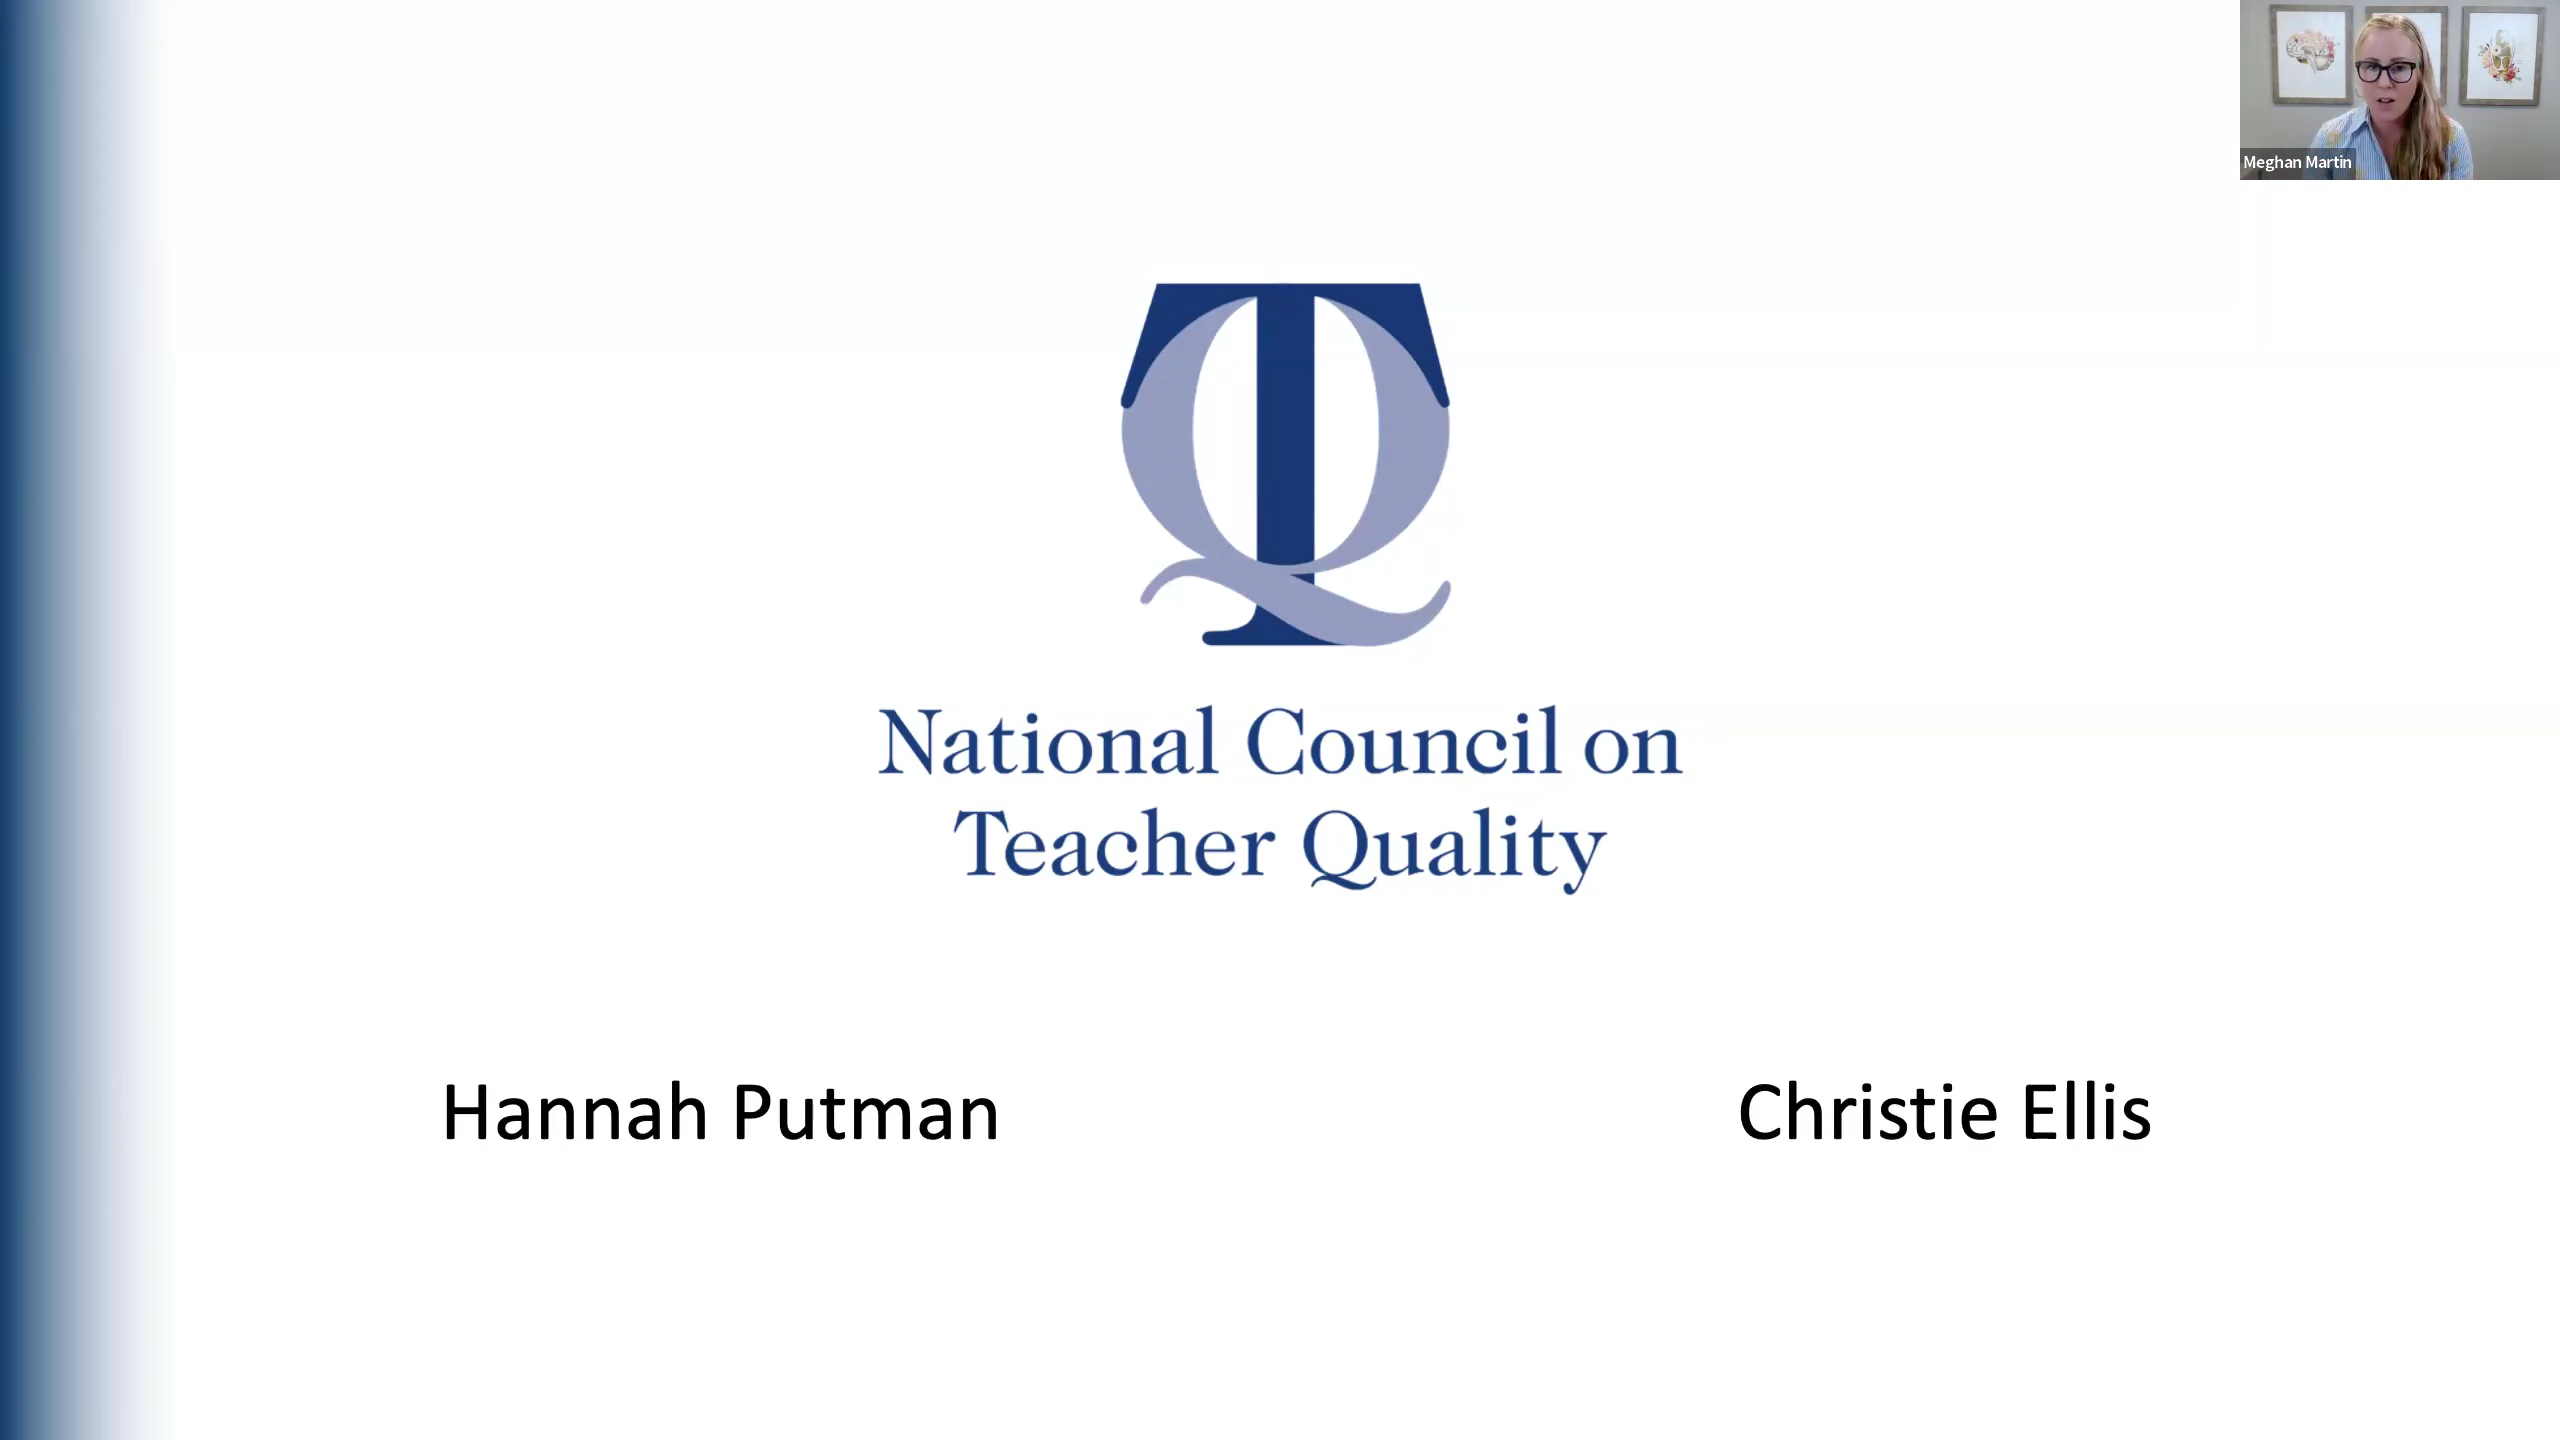 Meghan Martin
National Council on
Teacher Quality
Hannah Putman
Christie Ellis